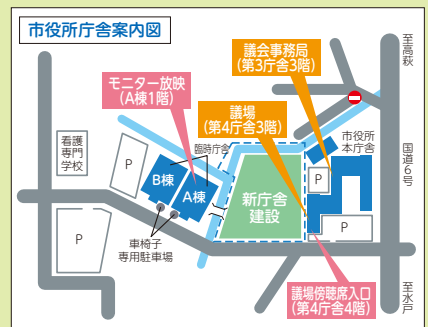 市役所庁舎案内図
議会事務局
(第3庁舎3階)
至高萩
モニター放映
(A棟1階)
議場
(第4庁舎3階)
臨時庁舎
市役所
本庁舎
看護
専門
学校
P
B棟
A棟
P
国道6号
新庁舎
建設
P
P
車椅子
専用駐車場
議場傍聴席入口
(第4庁舎4階)
至水戸